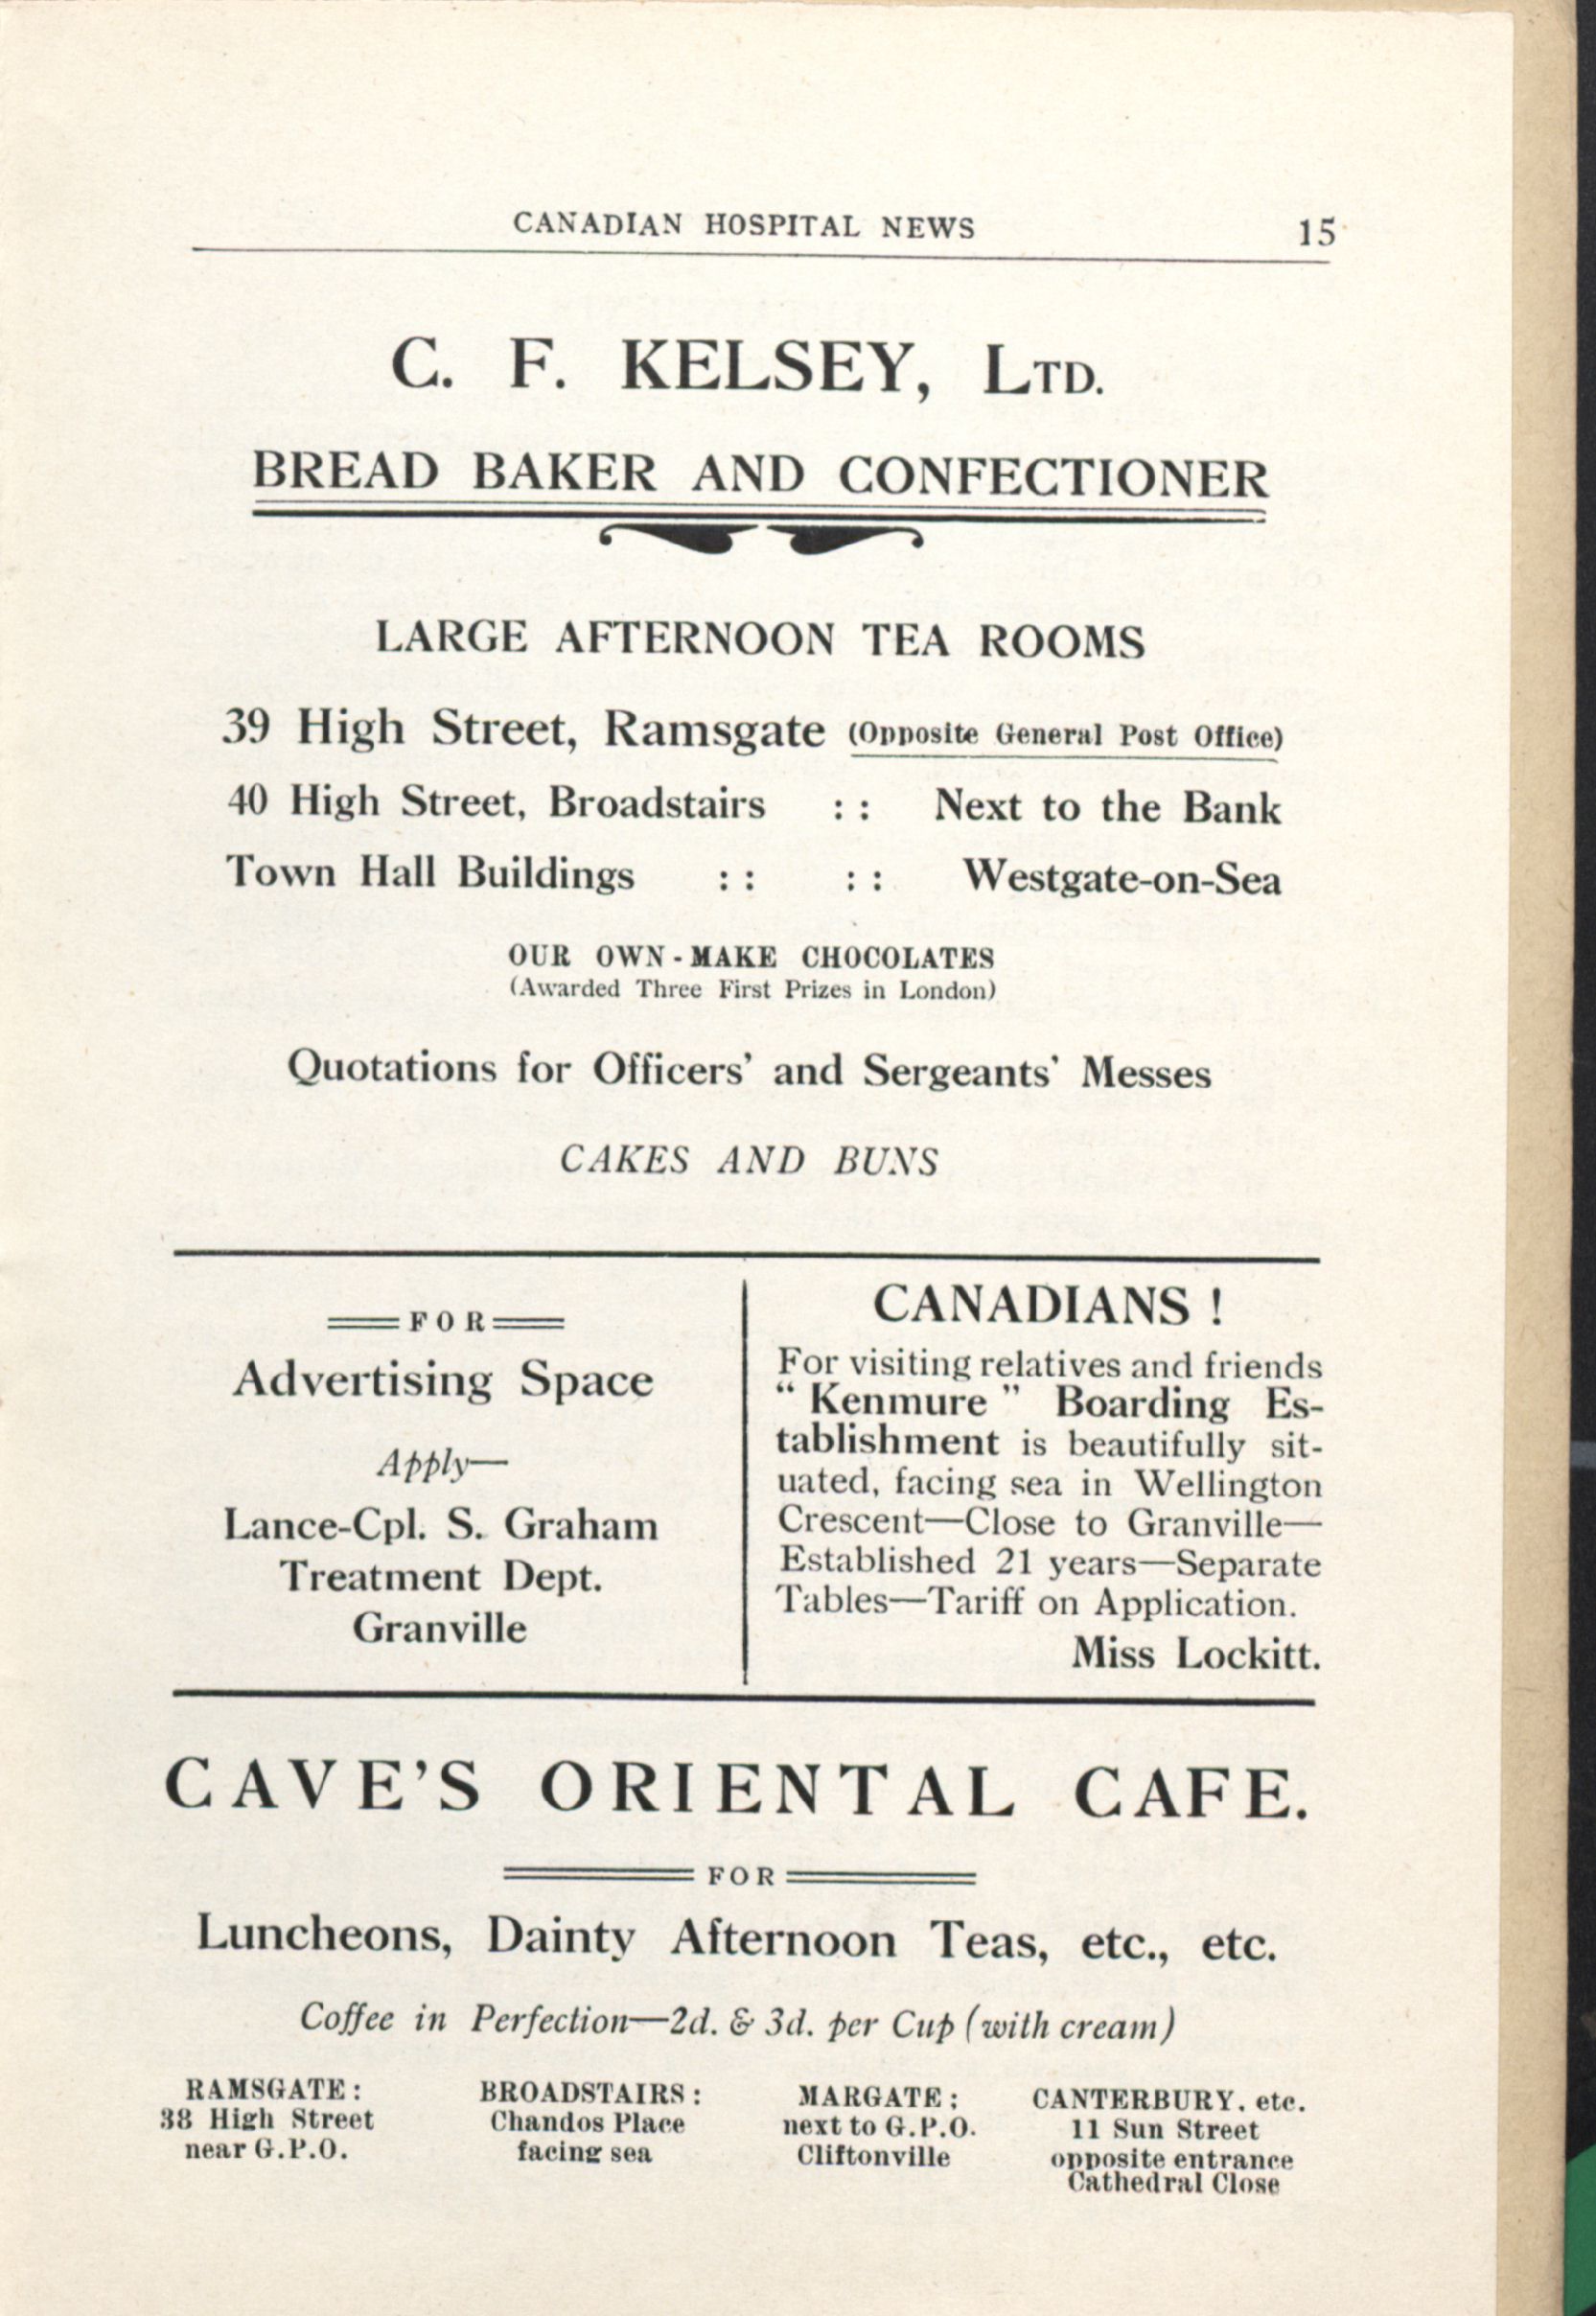 CANADIAN HOSPITAL NEWS 15
C. F. KELSEY, LTD.
BREAD BAKER AND CONFECTIONER
LARGE AFTERNOON TEA ROOMS
39 High Street, Ramsgate (Opposite General Post Office)
40 High Street, Broadstairs :: Next to the Bank
Town Hall Buildings :: :: Westgate-on-Sea
OUR OWN-MAKE CHOCOLATES
(Awarded Three First Prizes in London)
Quotations for Officers' and Sergeants' Messes
CAKES AND BUNS
FOR
Advertising Space
Apply—
Lance-Cpl. S. Graham
Treatment Dept.
Granville
CANADIANS !
For visiting relatives and friends
“ Kenmure ” Boarding Es-
tablishment is beautifully sit-
uated, facing sea in Wellington
Crescent—Close to Granville—
Established 21 years—Separate
Tables—Tariff on Application.
Miss Lockitt.
CAVE'S ORIENTAL CAFE.
FOR
Luncheons, Dainty Afternoon Teas, etc., etc.
Coffee in Perfection—2d. & 3d. per Cup (with cream)
RAMSGATE:
38 High Street
near G.P.O.
BROADSTAIRS:
Chandos Place
facing sea
MARGATE:
next to G.P.O.
Cliftonville
CANTERBURY. etc.
11 Sun Street
opposite entrance
Cathedral Close